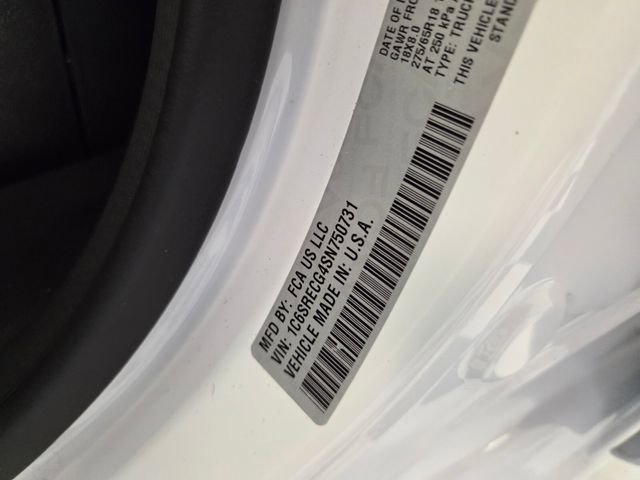 DATE OF
GAWR FRO
18X8.0
275/65R18
AT 250 kPa
TYPE: TRUCK
THIS VEHICLE
STAND
MFD BY: FCA US LLC
VIN: 1C6SRECG4SN750731
VEHICLE MADE IN: U.S.A.